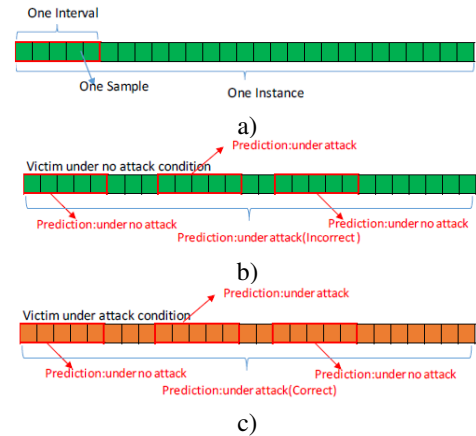 One Interval
One Sample
One Instance
a)
Prediction:under attack
Victim under no attack condition
Prediction:under no attack
Prediction:under no attack
Prediction:under attack(Incorrect )
b)
Prediction:under attack
Victim under attack condition
Prediction:under no attack
Prediction:under no attack
Prediction:under attack(Correct)
c)